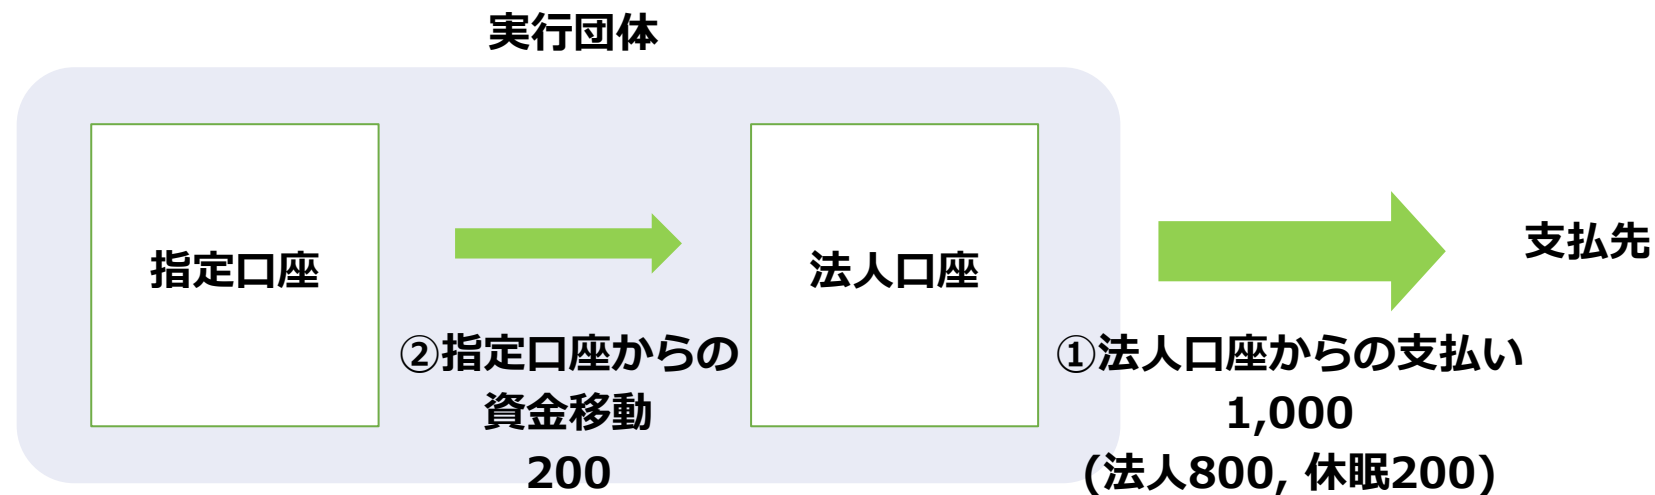 実行団体
指定口座
法人口座
支払先
②指定口座からの
資金移動
200
①法人口座からの支払い
1,000
(法人800, 休眠200)